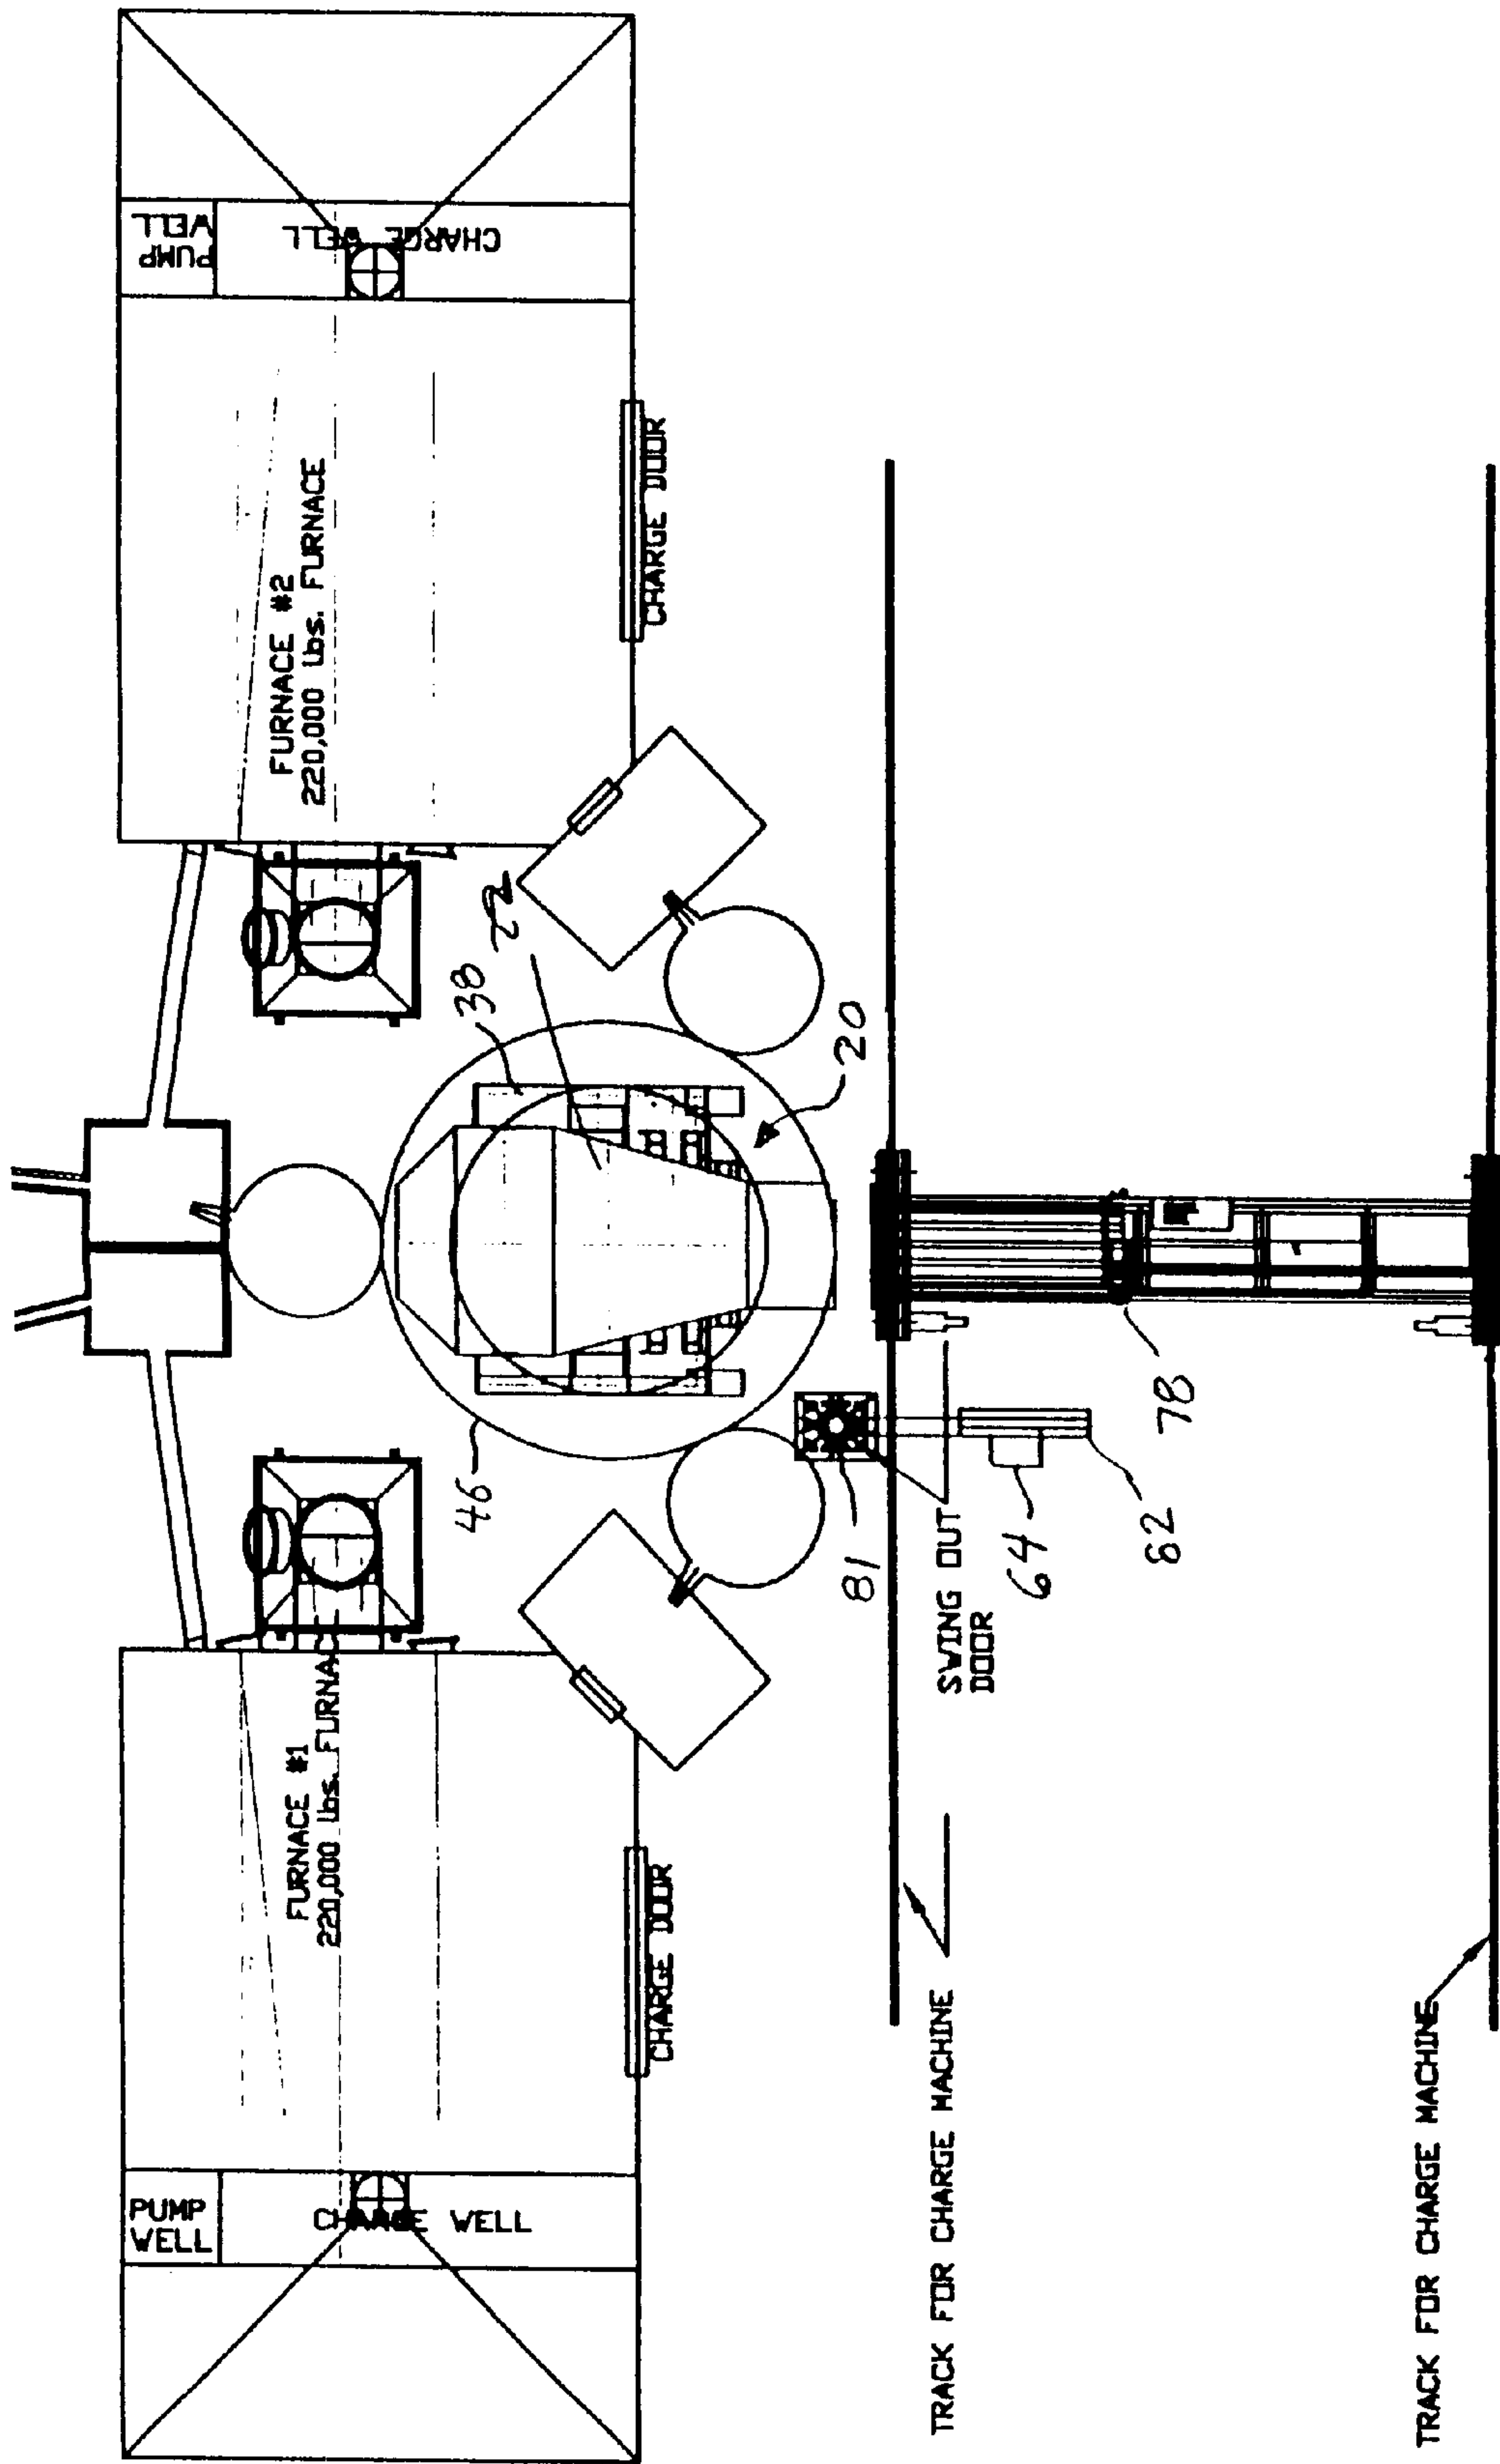 PUMP
WELL
CHARGE WELL
FURNACE #1
220,000 lbs. FURNA
CHARGE DOOR
FURNACE #2
220,000 lbs. FURNACE
PUMP
WELL
CHARGE WELL
CHARGE DOOR
46
38
22
20
81
SWING OUT
DOOR
64
62
78
TRACK FOR CHARGE MACHINE
TRACK FOR CHARGE MACHINE